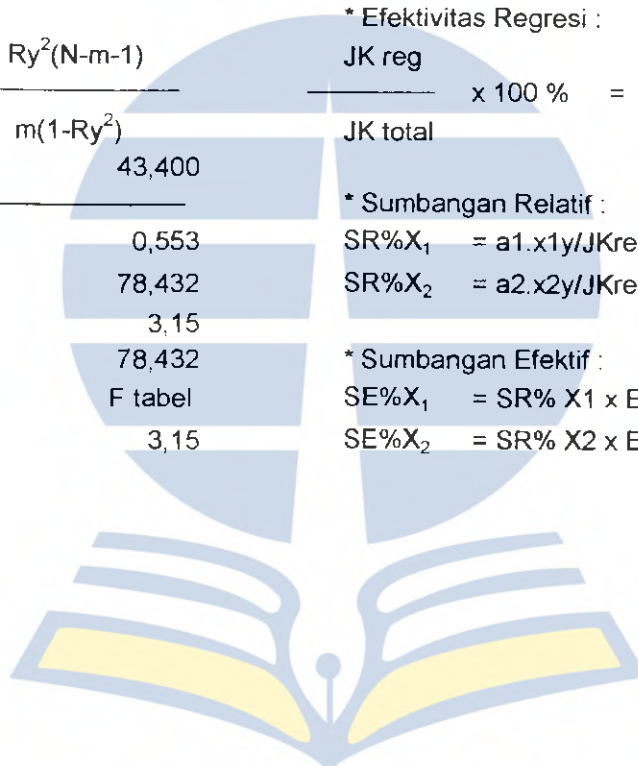 * Efektivitas Regresi :
Ry²(N-m-1) JK reg
x 100 % =
m(1-Ry²) JK total
43,400
* Sumbangan Relatif :
0,553 SR%X₁ = a1.x1y/JKre
78,432 SR%X₂ = a2.x2y/JKre
3,15
78,432 * Sumbangan Efektif :
F tabel SE%X₁ = SR% X1 x E
3,15 SE%X₂ = SR% X2 x E